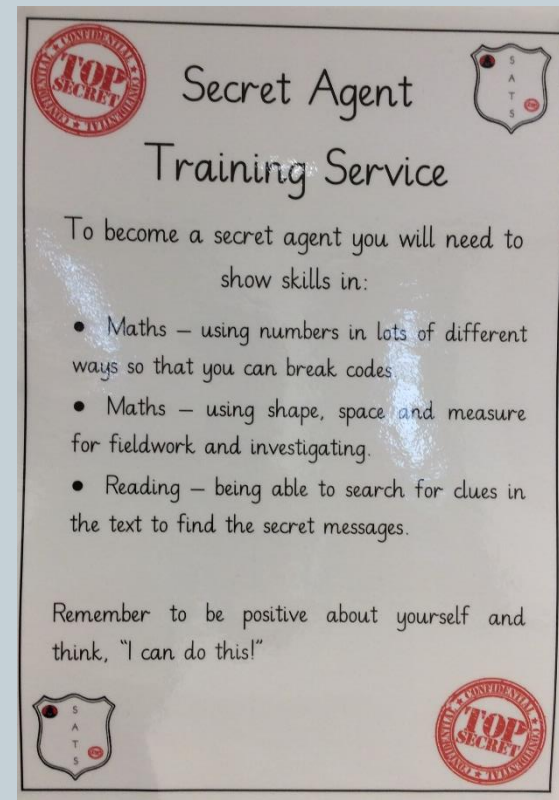 CONFIDENTIAL
TOP
SECRET
CONFIDENTIAL
S
A
T
S
Secret Agent
Training Service
To become a secret agent you will need to
show skills in:
• Maths – using numbers in lots of different
ways so that you can break codes.
• Maths – using shape, space and measure
for fieldwork and investigating.
• Reading – being able to search for clues in
the text to find the secret messages.
Remember to be positive about yourself and
think, "I can do this!"
S
A
T
S
CONFIDENTIAL
TOP
SECRET
CONFIDENTIAL